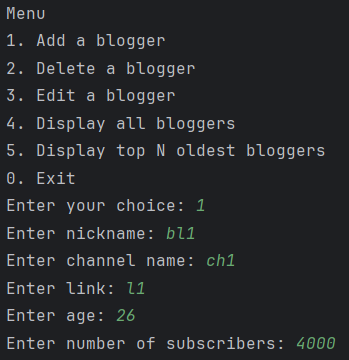 Menu
1. Add a blogger
2. Delete a blogger
3. Edit a blogger
4. Display all bloggers
5. Display top N oldest bloggers
0. Exit
Enter your choice: 1
Enter nickname: bl1
Enter channel name: ch1
Enter link: l1
Enter age: 26
Enter number of subscribers: 4000